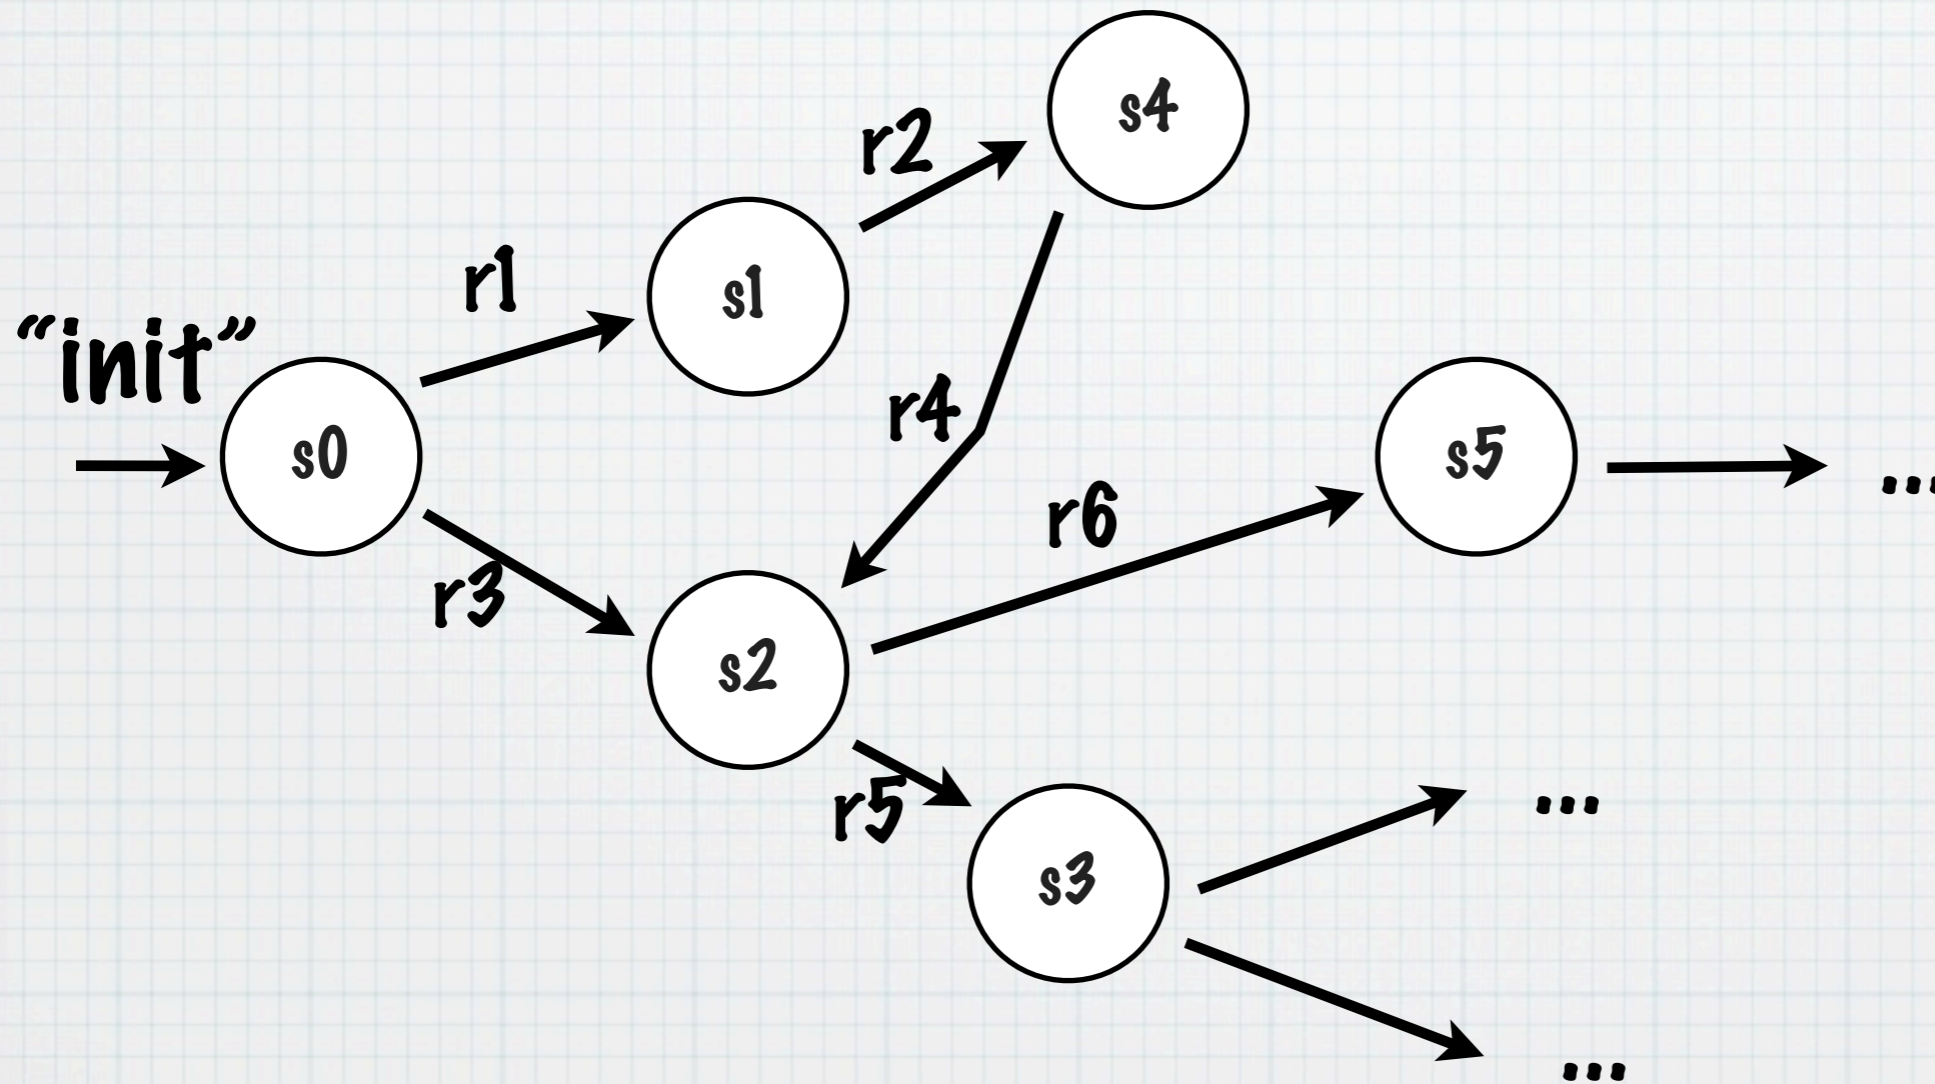 s4
r2
r1
s1
“init”
r4
s0
s5
...
r6
r3
s2
r5
...
s3
...